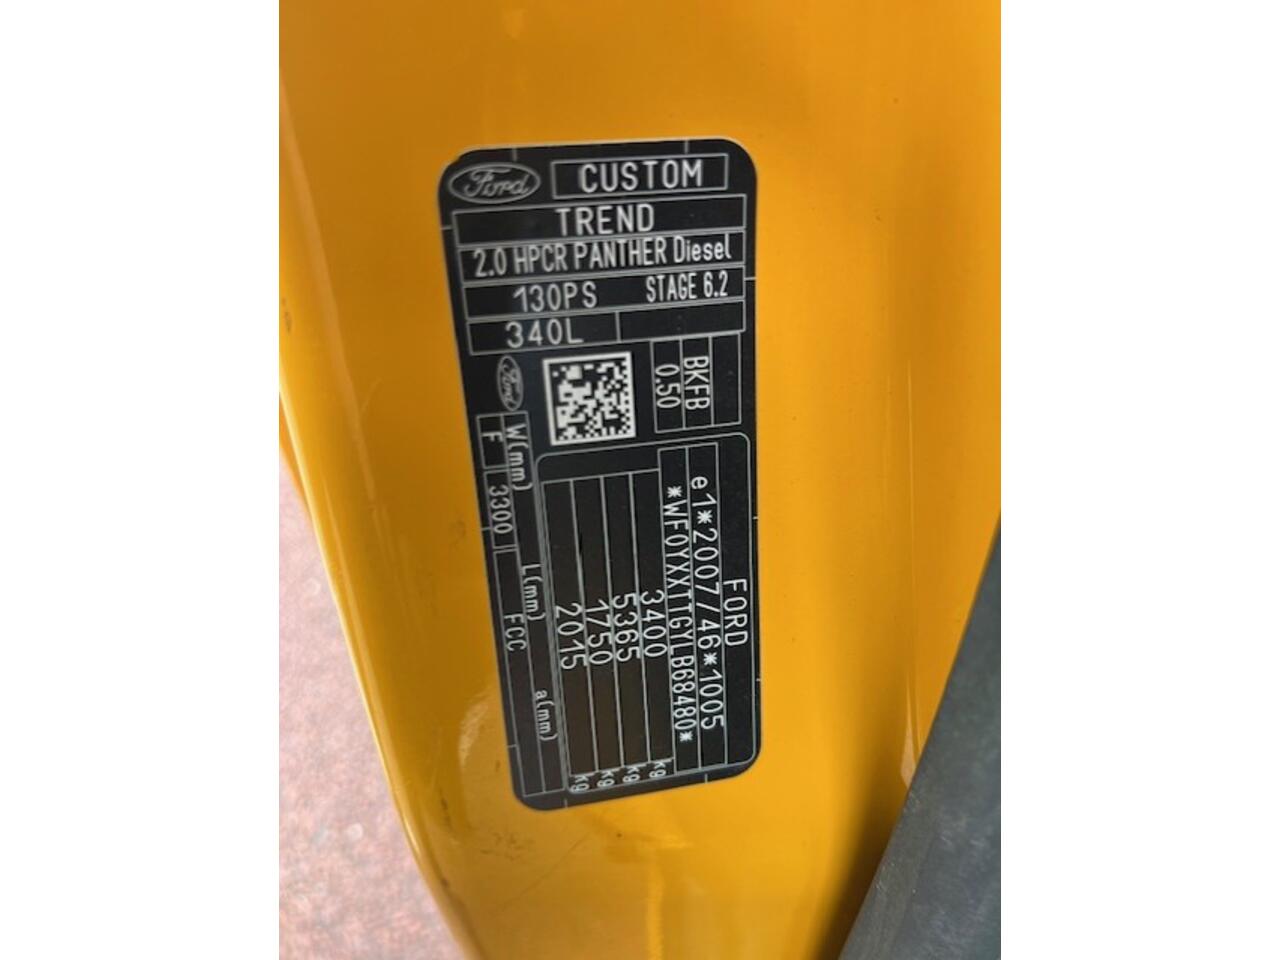 Ford CUSTOM
TREND
2.0 HPCR PANTHER Diesel
130PS STAGE 6.2
340L
BKFB
0.50
Ford
FORD
e1*2007/46*1005
*WF0YXXTTGYLB68480*
3400 kg
5365 kg
1750 kg
2015 kg
W(mm) L(mm) a(mm)
F 3300 FCC